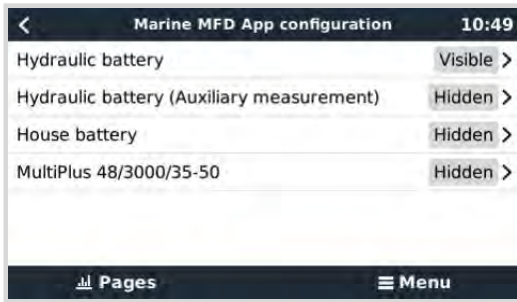 Marine MFD App configuration 10:49
Hydraulic battery Visible
Hydraulic battery (Auxiliary measurement) Hidden
House battery Hidden
MultiPlus 48/3000/35-50 Hidden
Pages Menu